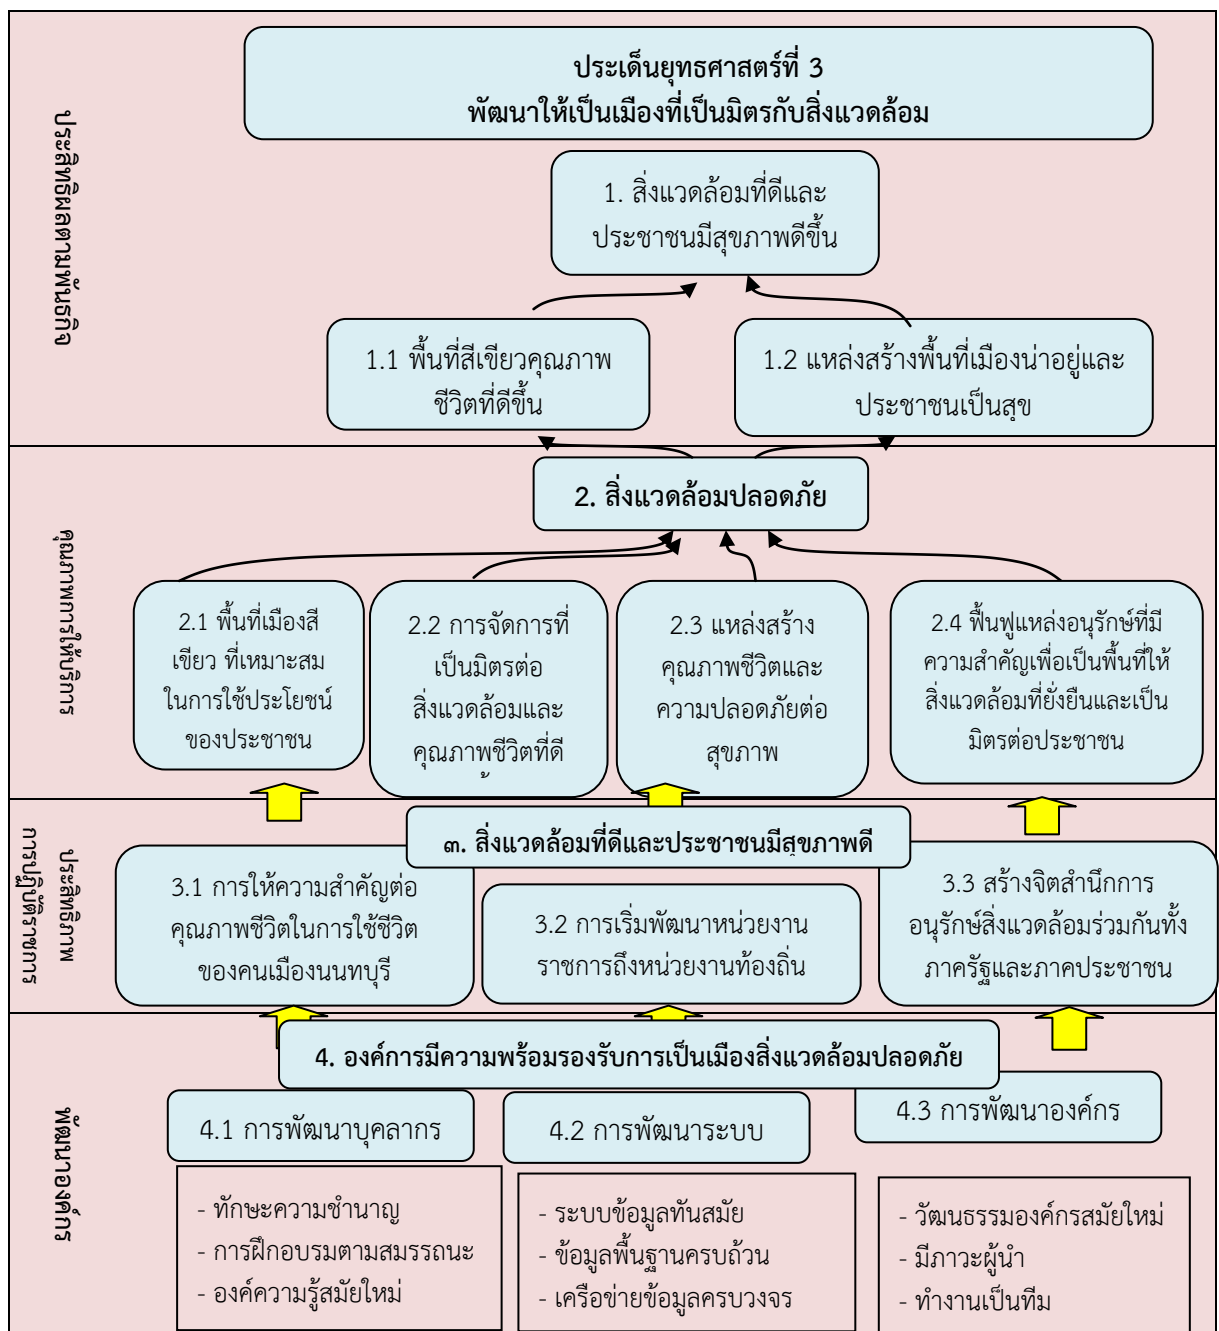 ประเด็นยุทธศาสตร์ที่ 3
พัฒนาให้เป็นเมืองที่เป็นมิตรกับสิ่งแวดล้อม
ประสิทธิผลตามพันธกิจ
1. สิ่งแวดล้อมที่ดีและ
ประชาชนมีสุขภาพดีขึ้น
1.1 พื้นที่สีเขียวคุณภาพ
ชีวิตที่ดีขึ้น
1.2 แหล่งสร้างพื้นที่เมืองน่าอยู่และ
ประชาชนเป็นสุข
คุณภาพการให้บริการ
2. สิ่งแวดล้อมปลอดภัย
2.1 พื้นที่เมืองสี
เขียว ที่เหมาะสม
ในการใช้ประโยชน์
ของประชาชน
2.2 การจัดการที่
เป็นมิตรต่อ
สิ่งแวดล้อมและ
คุณภาพชีวิตที่ดี
2.3 แหล่งสร้าง
คุณภาพชีวิตและ
ความปลอดภัยต่อ
สุขภาพ
2.4 ฟื้นฟูแหล่งอนุรักษ์ที่มี
ความสำคัญเพื่อเป็นพื้นที่ให้
สิ่งแวดล้อมที่ยั่งยืนและเป็น
มิตรต่อประชาชน
ประสิทธิภาพ
การปฏิบัติราชการ
๓. สิ่งแวดล้อมที่ดีและประชาชนมีสุขภาพดี
3.1 การให้ความสำคัญต่อ
คุณภาพชีวิตในการใช้ชีวิต
ของคนเมืองนนทบุรี
3.2 การเริ่มพัฒนาหน่วยงาน
ราชการถึงหน่วยงานท้องถิ่น
3.3 สร้างจิตสำนึกการ
อนุรักษ์สิ่งแวดล้อมร่วมกันทั้ง
ภาครัฐและภาคประชาชน
พัฒนาองค์กร
4. องค์การมีความพร้อมรองรับการเป็นเมืองสิ่งแวดล้อมปลอดภัย
4.1 การพัฒนาบุคลากร
4.2 การพัฒนาระบบ
4.3 การพัฒนาองค์กร
- ทักษะความชำนาญ
- การฝึกอบรมตามสมรรถนะ
- องค์ความรู้สมัยใหม่
- ระบบข้อมูลทันสมัย
- ข้อมูลพื้นฐานครบถ้วน
- เครือข่ายข้อมูลครบวงจร
- วัฒนธรรมองค์กรสมัยใหม่
- มีภาวะผู้นำ
- ทำงานเป็นทีม